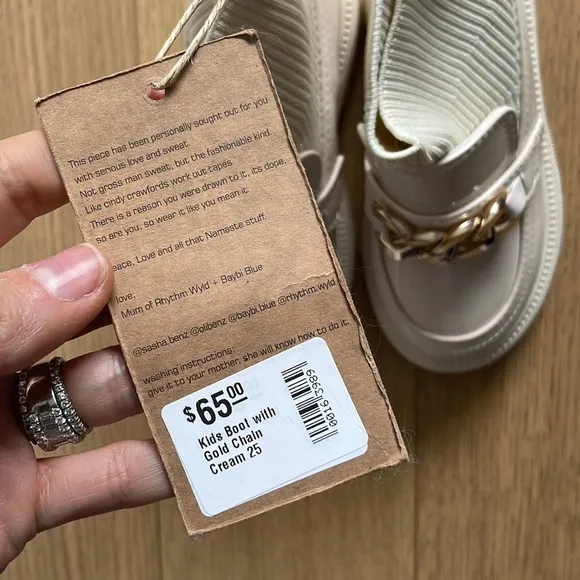 This piece has been personally sought out for you
with serious love and sweat.
Not gross man sweat, but the fashionable kind
Like cindy crawfords work out tapes.
There is a reason you were drawn to it, it's dope,
so are you, so wear it like you mean it.
eace, Love and all that Namaste stuff.
love,
Mum of Rhythm Wyld + Baybi Blue
@sasha.benz @olibenz @baybi.blue @rhythm.wyld
washing instructions:
give it to your mother, she will know how to do it.
$65.00
Kids Boot with
Gold Chain
Cream 25
00163989